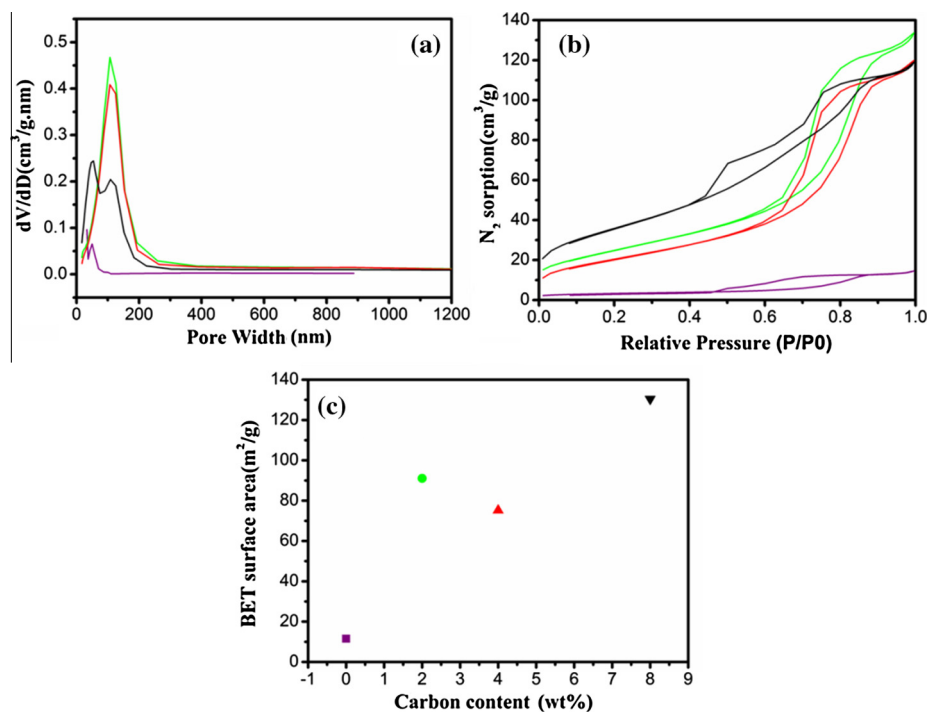 (a)
dV/dD(cm³/g.nm)
0.5
0.4
0.3
0.2
0.1
0.0
0 200 400 600 800 1000 1200
Pore Width (nm)
(b)
N₂ sorption(cm³/g)
140
120
100
80
60
40
20
0
0.0 0.2 0.4 0.6 0.8 1.0
Relative Pressure (P/P0)
(c)
BET surface area(m²/g)
140
120
100
80
60
40
20
0
-1 0 1 2 3 4 5 6 7 8 9
Carbon content (wt%)